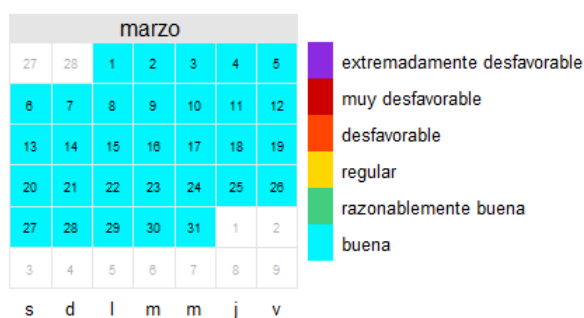 marzo
27 28 1 2 3 4 5
6 7 8 9 10 11 12
13 14 15 16 17 18 19
20 21 22 23 24 25 26
27 28 29 30 31 1 2
3 4 5 6 7 8 9
s d l m m j v
extremadamente desfavorable
muy desfavorable
desfavorable
regular
razonablemente buena
buena